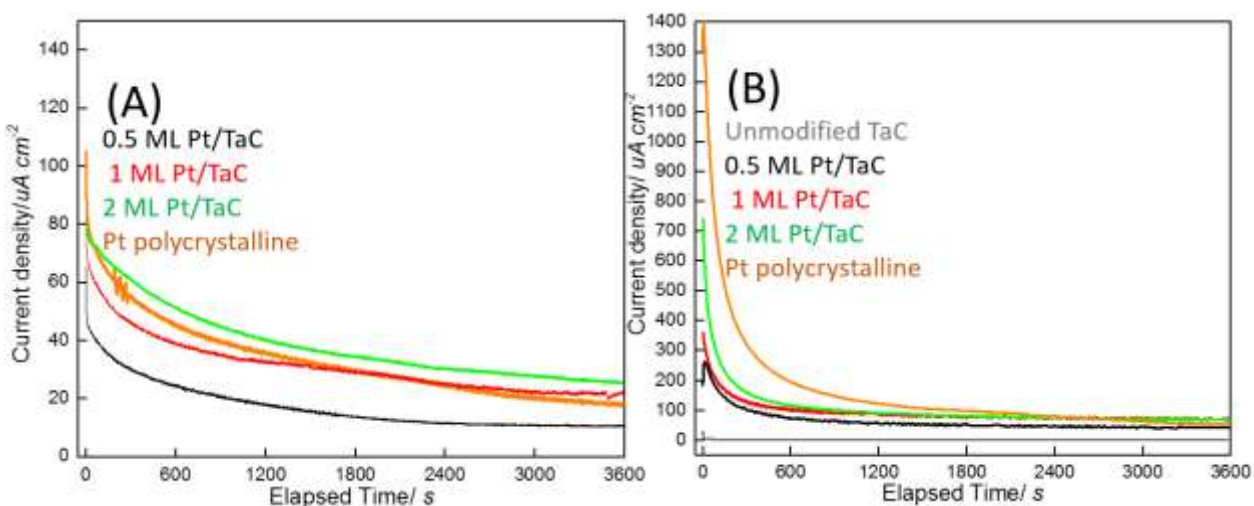 140
120
100
80
60
40
20
0
Current density/uA cm-2
(A)
0.5 ML Pt/TaC
1 ML Pt/TaC
2 ML Pt/TaC
Pt polycrystalline
0 600 1200 1800 2400 3000 3600
Elapsed Time/ s
1400
1300
1200
1100
1000
900
800
700
600
500
400
300
200
100
0
Current density/ uA cm-2
(B)
Unmodified TaC
0.5 ML Pt/TaC
1 ML Pt/TaC
2 ML Pt/TaC
Pt polycrystalline
0 600 1200 1800 2400 3000 3600
Elapsed Time/ s